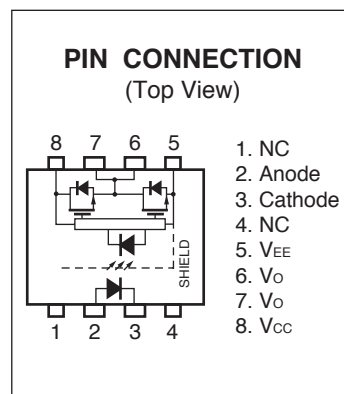 PIN CONNECTION
(Top View)
8 7 6 5
SHIELD
1 2 3 4
1. NC
2. Anode
3. Cathode
4. NC
5. VEE
6. VO
7. VO
8. VCC